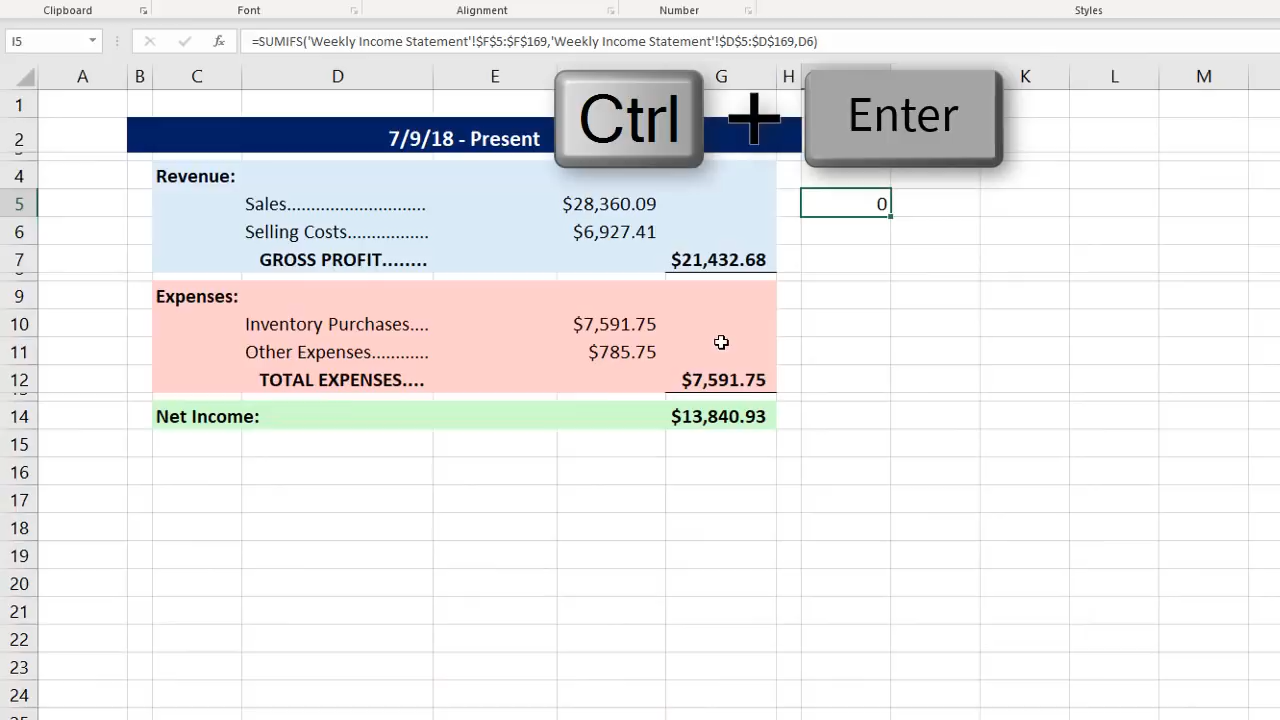 Clipboard Font Alignment Number Styles
I5 =SUMIFS('Weekly Income Statement'!$F$5:$F$169,'Weekly Income Statement'!$D$5:$D$169,D6)
A B C D E G H K L M
1
2 7/9/18 - Present Ctrl + Enter
4 Revenue:
5 Sales............................ $28,360.09 0
6 Selling Costs................. $6,927.41
7 GROSS PROFIT........ $21,432.68
9 Expenses:
10 Inventory Purchases.... $7,591.75
11 Other Expenses............ $785.75
12 TOTAL EXPENSES.... $7,591.75
14 Net Income: $13,840.93
15
16
17
18
19
20
21
22
23
24